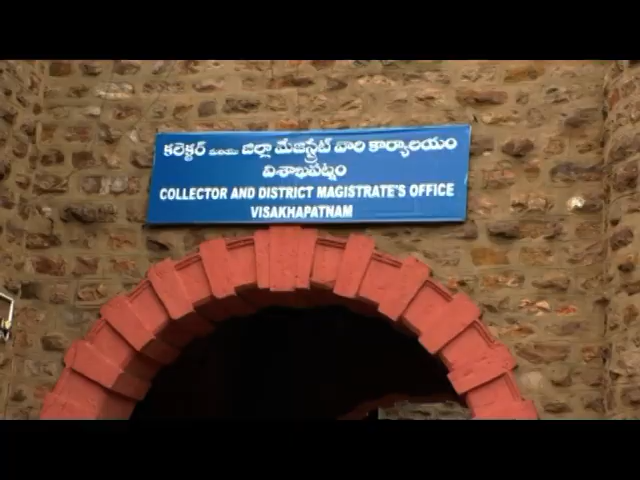 కలెక్టర్ మరియు జిల్లా మేజిస్ట్రేట్ వారి కార్యాలయం
విశాఖపట్నం
COLLECTOR AND DISTRICT MAGISTRATE'S OFFICE
VISAKHAPATNAM